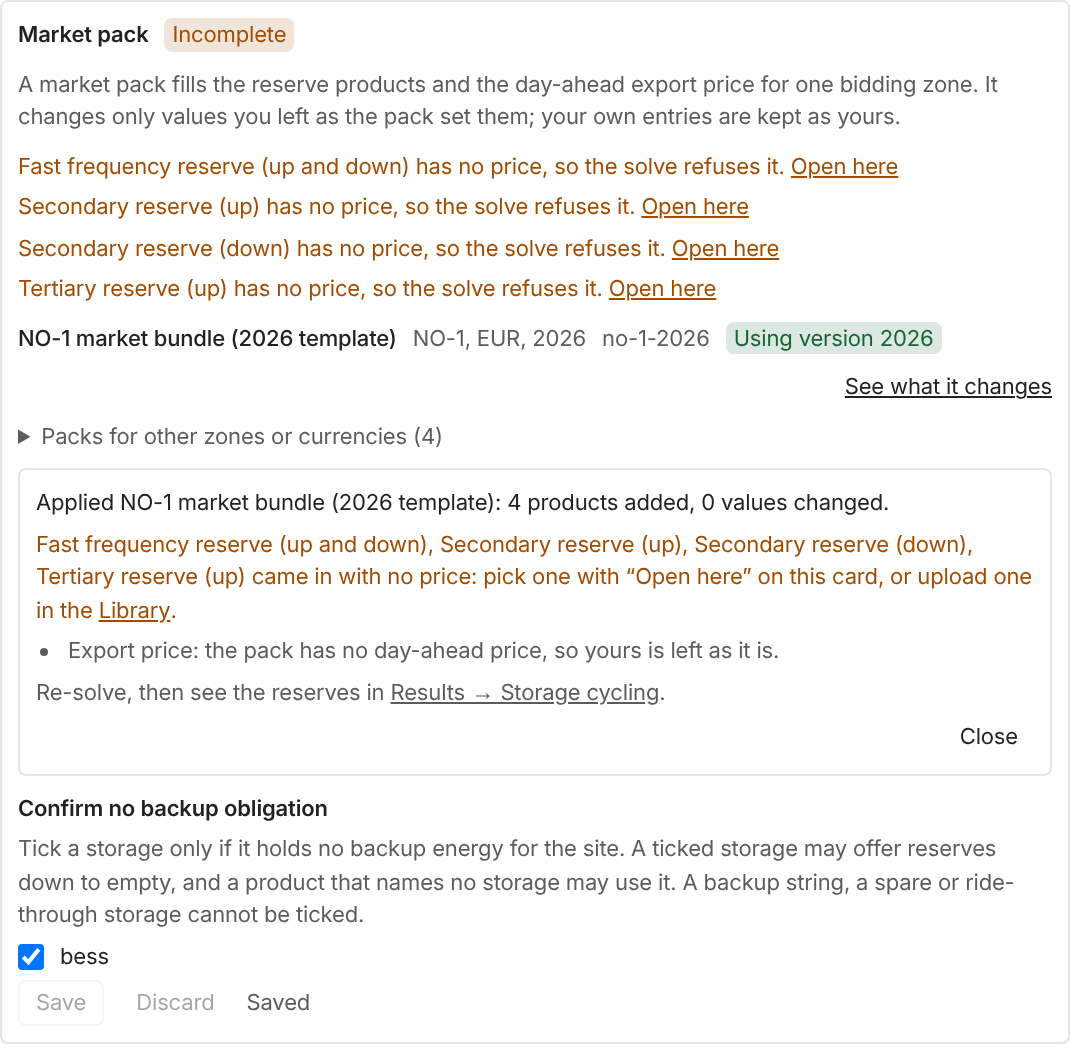 Market pack Incomplete
A market pack fills the reserve products and the day-ahead export price for one bidding zone. It
changes only values you left as the pack set them; your own entries are kept as yours.
Fast frequency reserve (up and down) has no price, so the solve refuses it. Open here
Secondary reserve (up) has no price, so the solve refuses it. Open here
Secondary reserve (down) has no price, so the solve refuses it. Open here
Tertiary reserve (up) has no price, so the solve refuses it. Open here
NO-1 market bundle (2026 template) NO-1, EUR, 2026 no-1-2026 Using version 2026
See what it changes
▶ Packs for other zones or currencies (4)
Applied NO-1 market bundle (2026 template): 4 products added, 0 values changed.
Fast frequency reserve (up and down), Secondary reserve (up), Secondary reserve (down),
Tertiary reserve (up) came in with no price: pick one with “Open here” on this card, or upload one
in the Library.
• Export price: the pack has no day-ahead price, so yours is left as it is.
Re-solve, then see the reserves in Results → Storage cycling.
Close
Confirm no backup obligation
Tick a storage only if it holds no backup energy for the site. A ticked storage may offer reserves
down to empty, and a product that names no storage may use it. A backup string, a spare or ride-
through storage cannot be ticked.
bess
Save Discard Saved